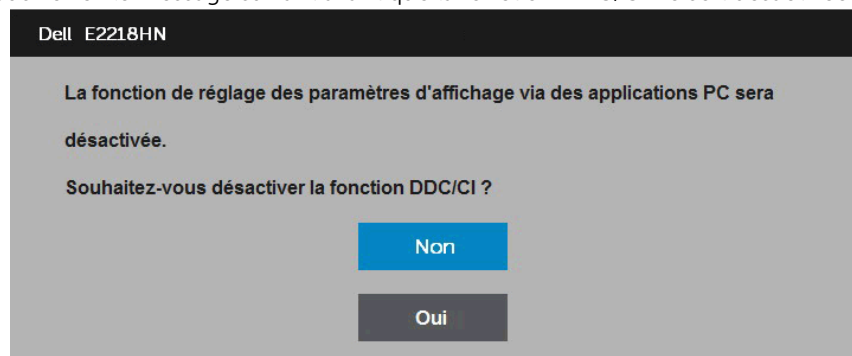 Dell E2218HN
La fonction de réglage des paramètres d'affichage via des applications PC sera
désactivée.
Souhaitez-vous désactiver la fonction DDC/CI ?
Non
Oui